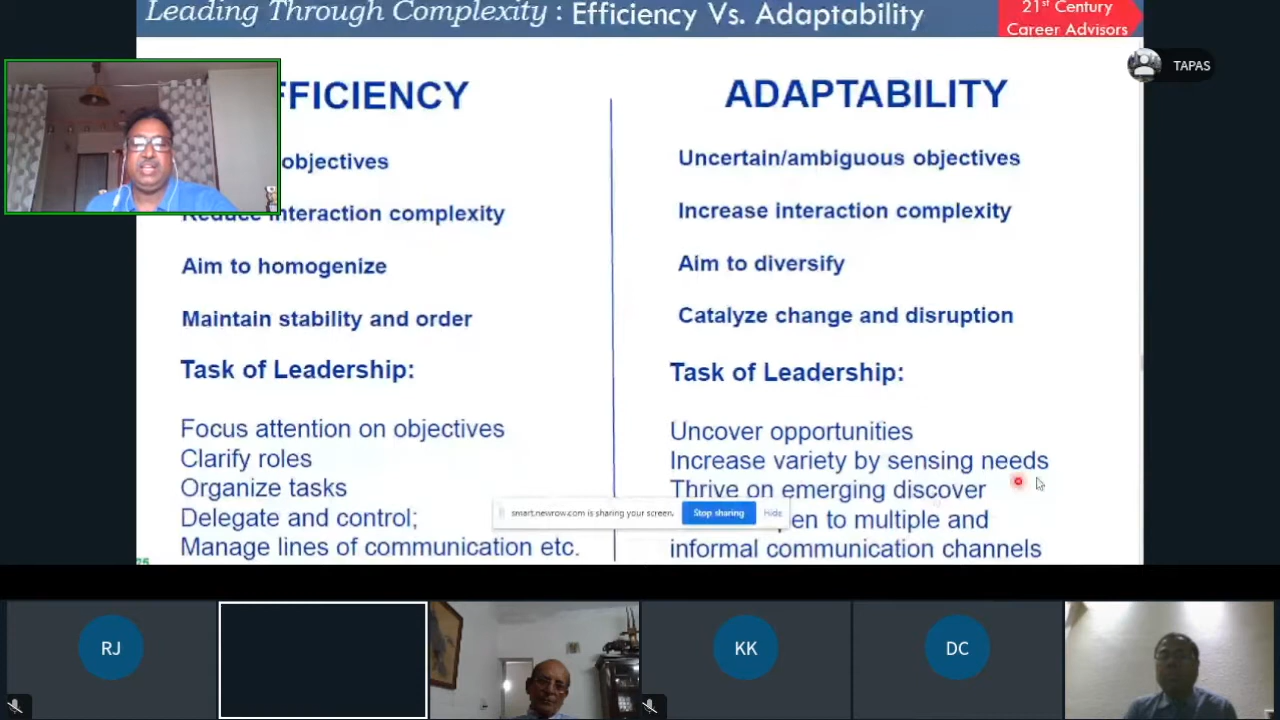 Leading Through Complexity : Efficiency Vs. Adaptability
21st Century
Career Advisors
TAPAS
FFICIENCY
objectives
Reduce interaction complexity
Aim to homogenize
Maintain stability and order
Task of Leadership:
Focus attention on objectives
Clarify roles
Organize tasks
Delegate and control;
Manage lines of communication etc.
ADAPTABILITY
Uncertain/ambiguous objectives
Increase interaction complexity
Aim to diversify
Catalyze change and disruption
Task of Leadership:
Uncover opportunities
Increase variety by sensing needs
Thrive on emerging discover
en to multiple and
informal communication channels
smart.newrow.com is sharing your screen.
Stop sharing
Hide
25
RJ
KK
DC